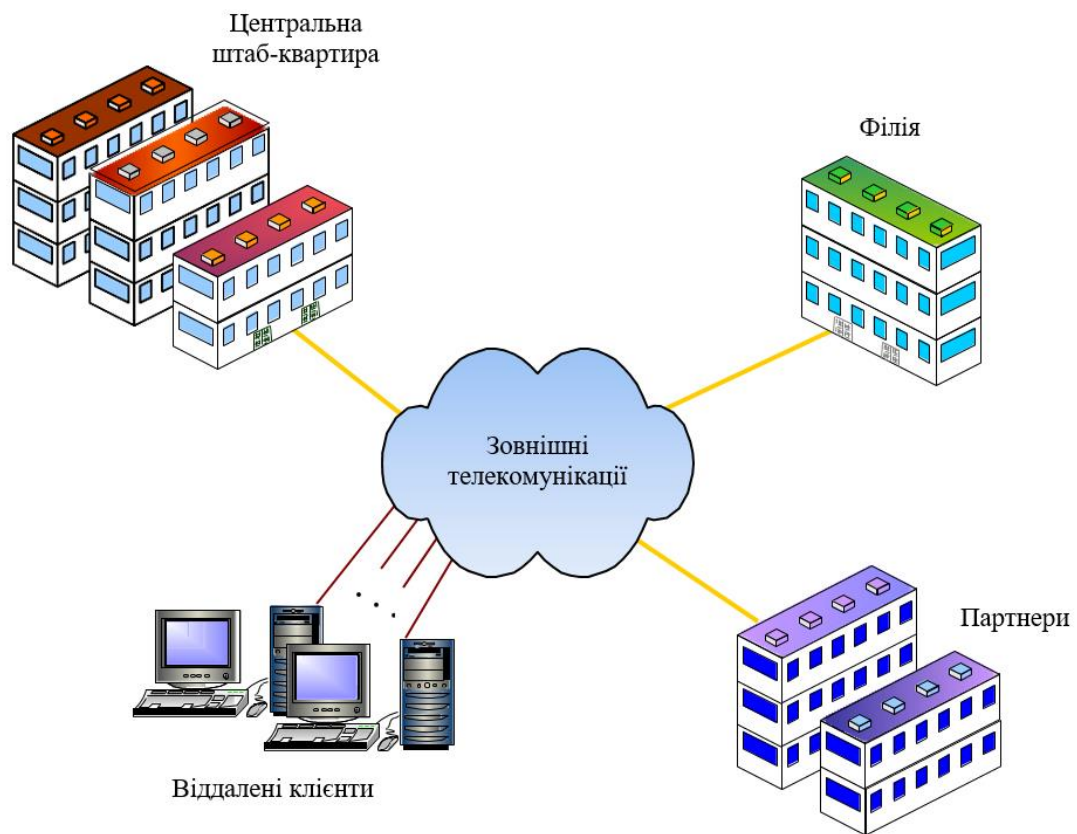 Центральна
штаб-квартира
Філія
Зовнішні
телекомунікації
Партнери
Віддалені клієнти